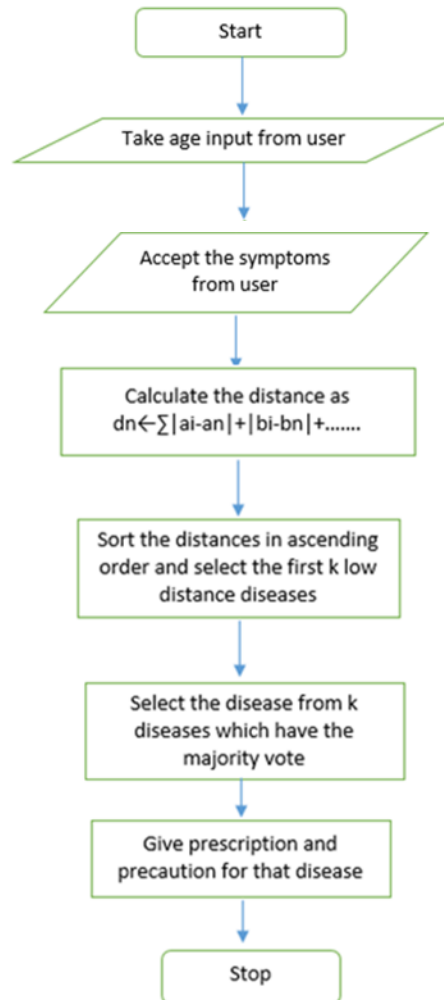 Start
Take age input from user
Accept the symptoms
from user
Calculate the distance as
dn←∑|ai-an|+|bi-bn|+.......
Sort the distances in ascending
order and select the first k low
distance diseases
Select the disease from k
diseases which have the
majority vote
Give prescription and
precaution for that disease
Stop